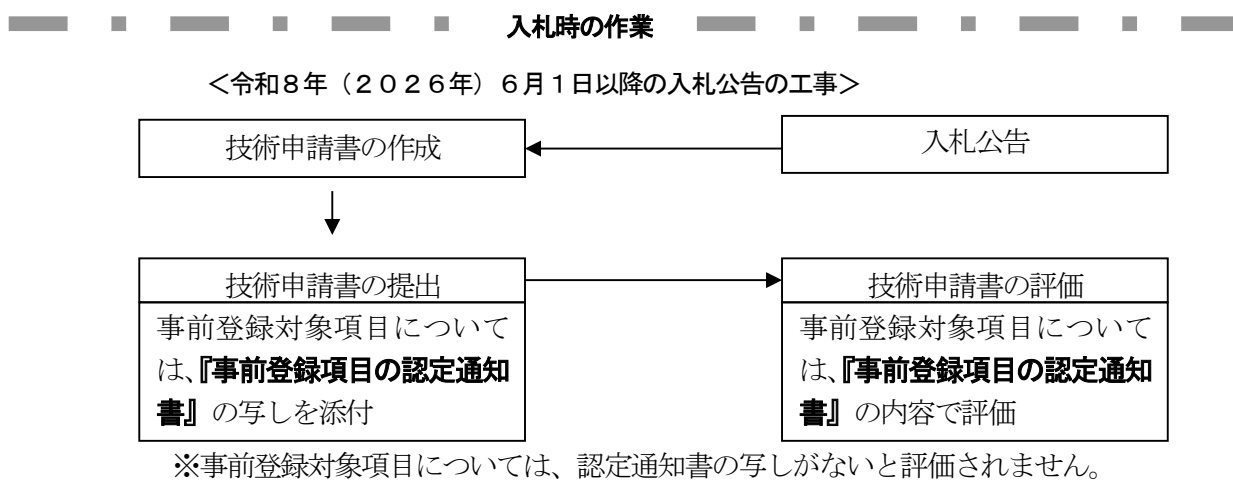 入札時の作業
＜令和８年（２０２６年）６月１日以降の入札公告の工事＞
技術申請書の作成
入札公告
技術申請書の提出
事前登録対象項目について
は、『事前登録項目の認定通知
書』の写しを添付
技術申請書の評価
事前登録対象項目について
は、『事前登録項目の認定通知
書』の内容で評価
※事前登録対象項目については、認定通知書の写しがないと評価されません。